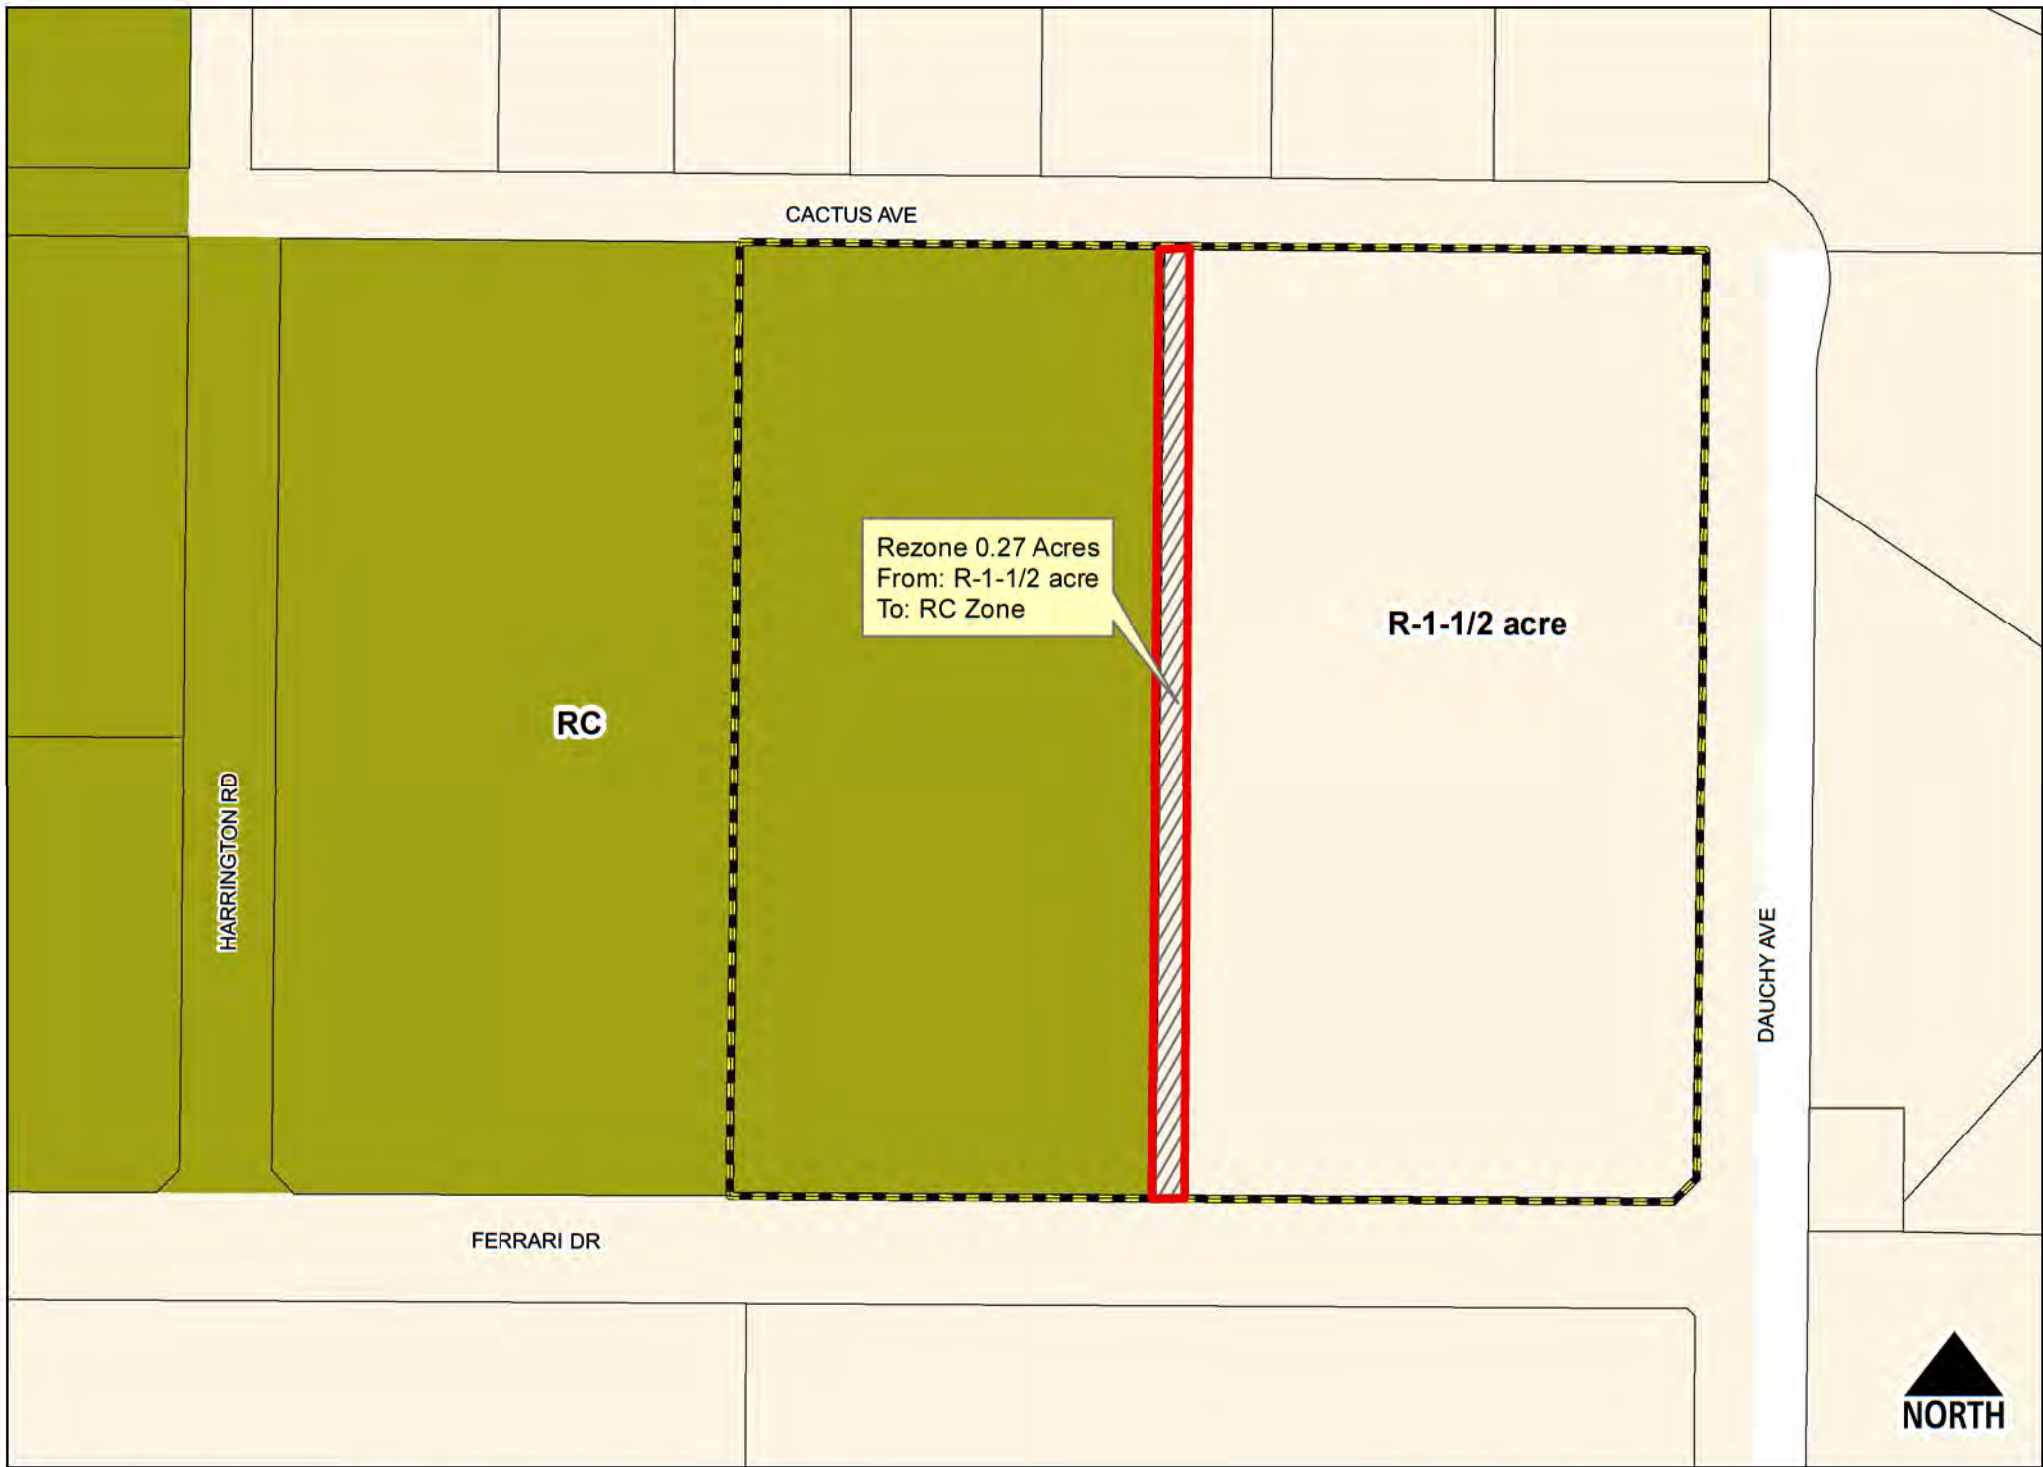 CACTUS AVE
Rezone 0.27 Acres
From: R-1-1/2 acre
To: RC Zone
R-1-1/2 acre
RC
HARRINGTON RD
DAUCHY AVE
FERRARI DR
NORTH